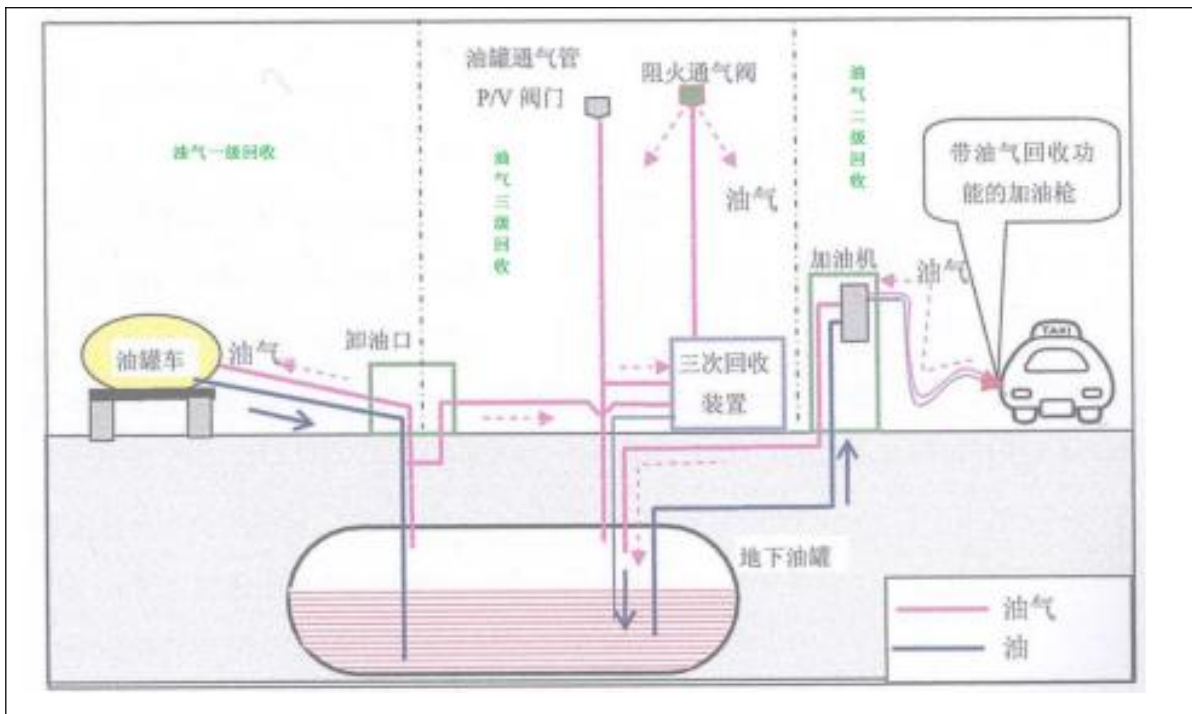 油罐通气管
P/V 阀门
阻火通气阀
油气二级回收
油气一级回收
油气三级回收
油气
带油气回收功
能的加油枪
加油机
油气
TAXI
油罐车
油气
卸油口
三次回收
装置
地下油罐
油气
油